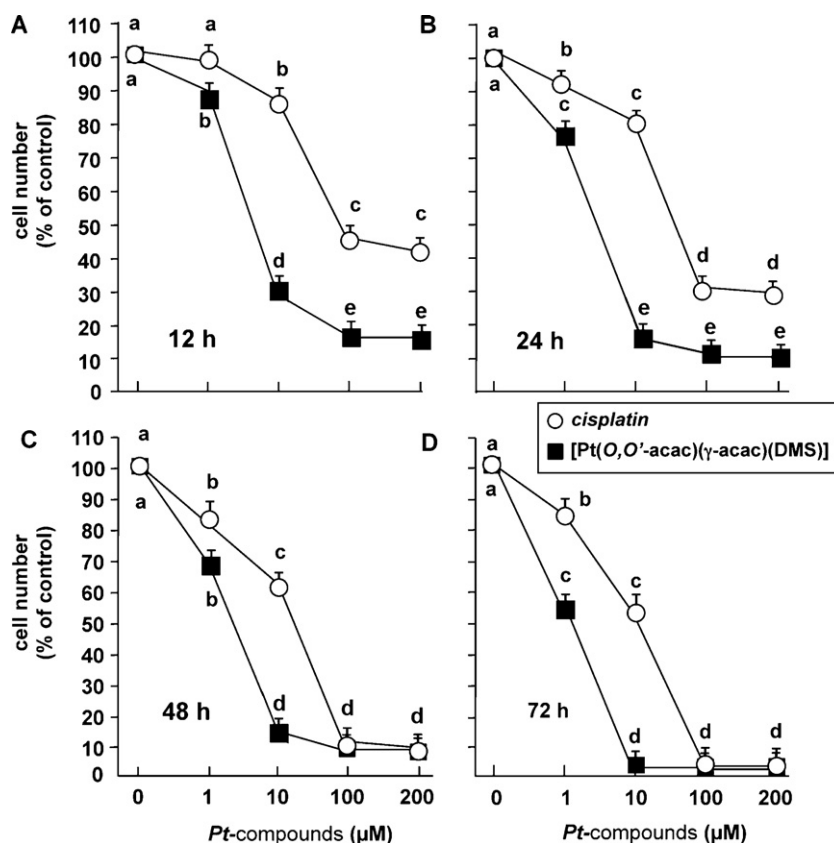 A
cell number
(% of control)
110
100
90
80
70
60
50
40
30
20
10
0
a
a
a
b
b
d
c
e
c
e
12 h
B
a
a
b
c
c
e
d
e
d
e
24 h
cisplatin
[Pt(O,O'-acac)(γ-acac)(DMS)]
C
cell number
(% of control)
110
100
90
80
70
60
50
40
30
20
10
0
a
a
b
b
c
d
d
d
48 h
0 1 10 100 200
Pt-compounds (µM)
D
a
a
b
c
c
d
d
d
72 h
0 1 10 100 200
Pt-compounds (µM)